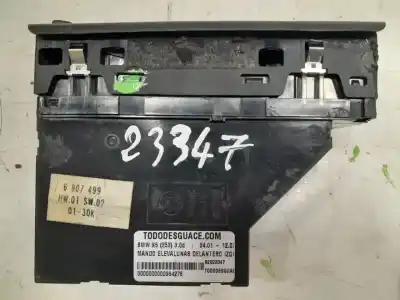 23347
6 907 499
HW.01 SW.02
01-30K
TODODESGUACE.COM
BMW X5 (E53) 3.0d 04.01 - 12.0
MANDO ELEVALUNAS DELANTERO IZQ